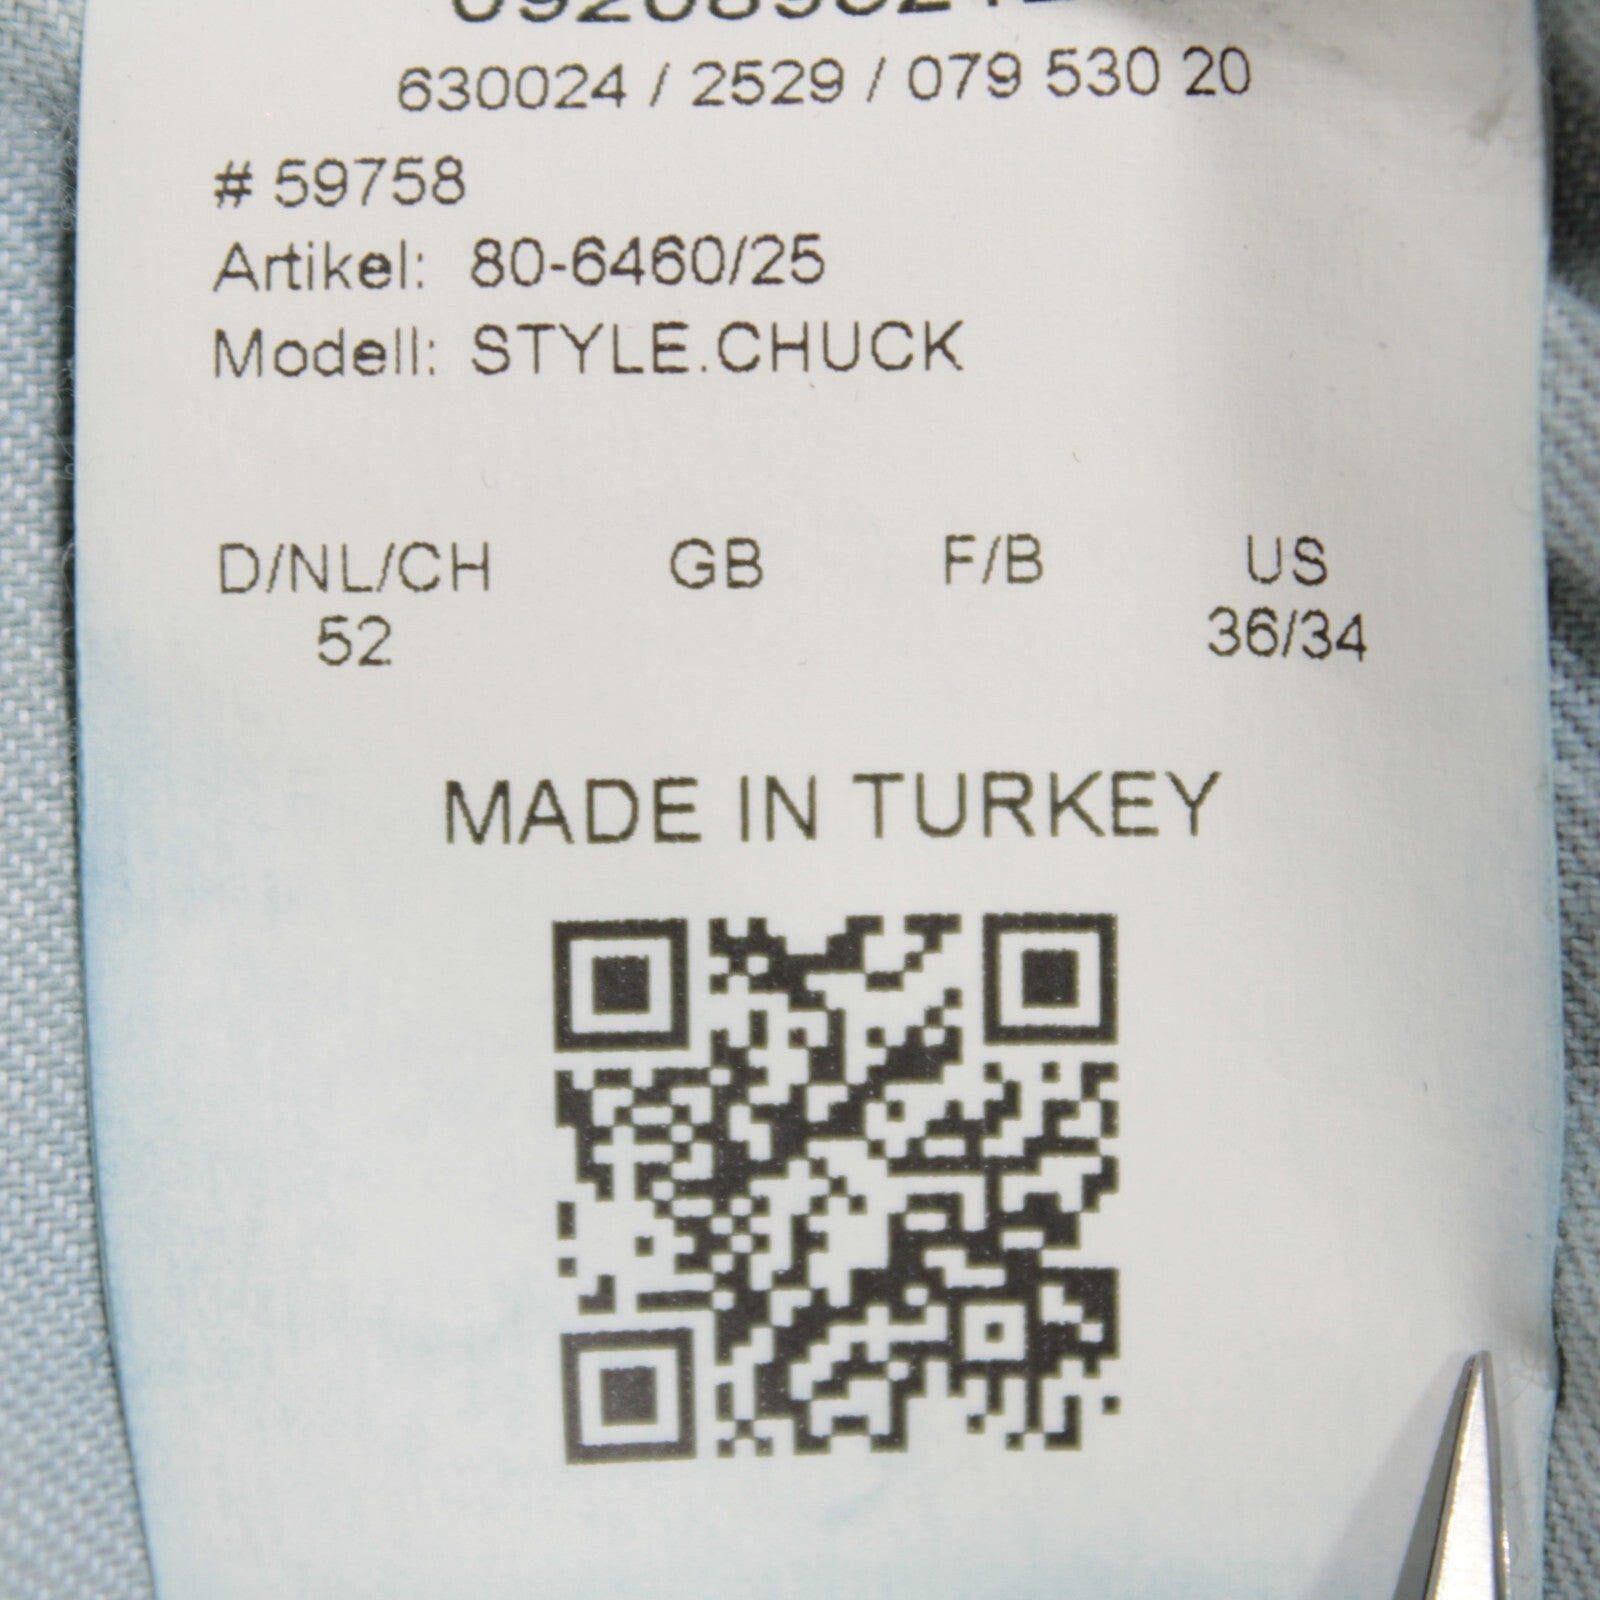 630024 / 2529 / 079 530 20
# 59758
Artikel: 80-6460/25
Modell: STYLE.CHUCK
D/NL/CH GB F/B US
52 36/34
MADE IN TURKEY